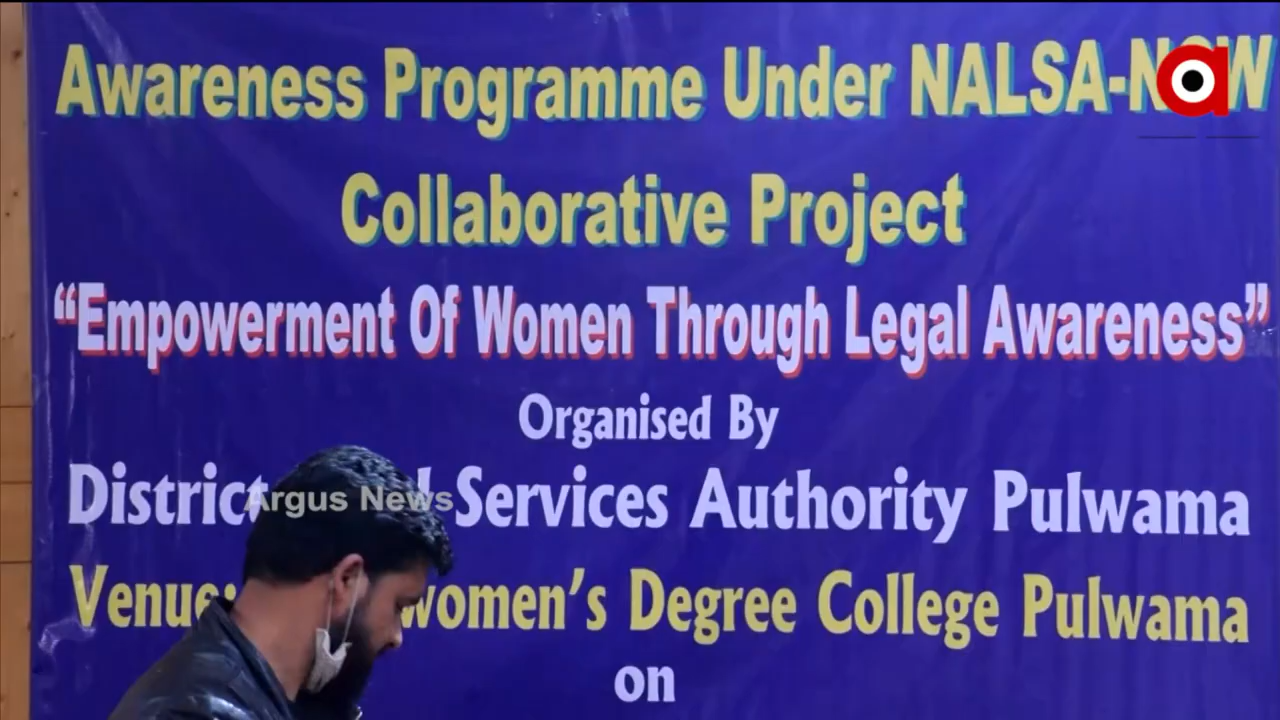 Awareness Programme Under NALSA-NCW
Collaborative Project
“Empowerment Of Women Through Legal Awareness”
Organised By
District Services Authority Pulwama
Argus News
Venue: women’s Degree College Pulwama
on